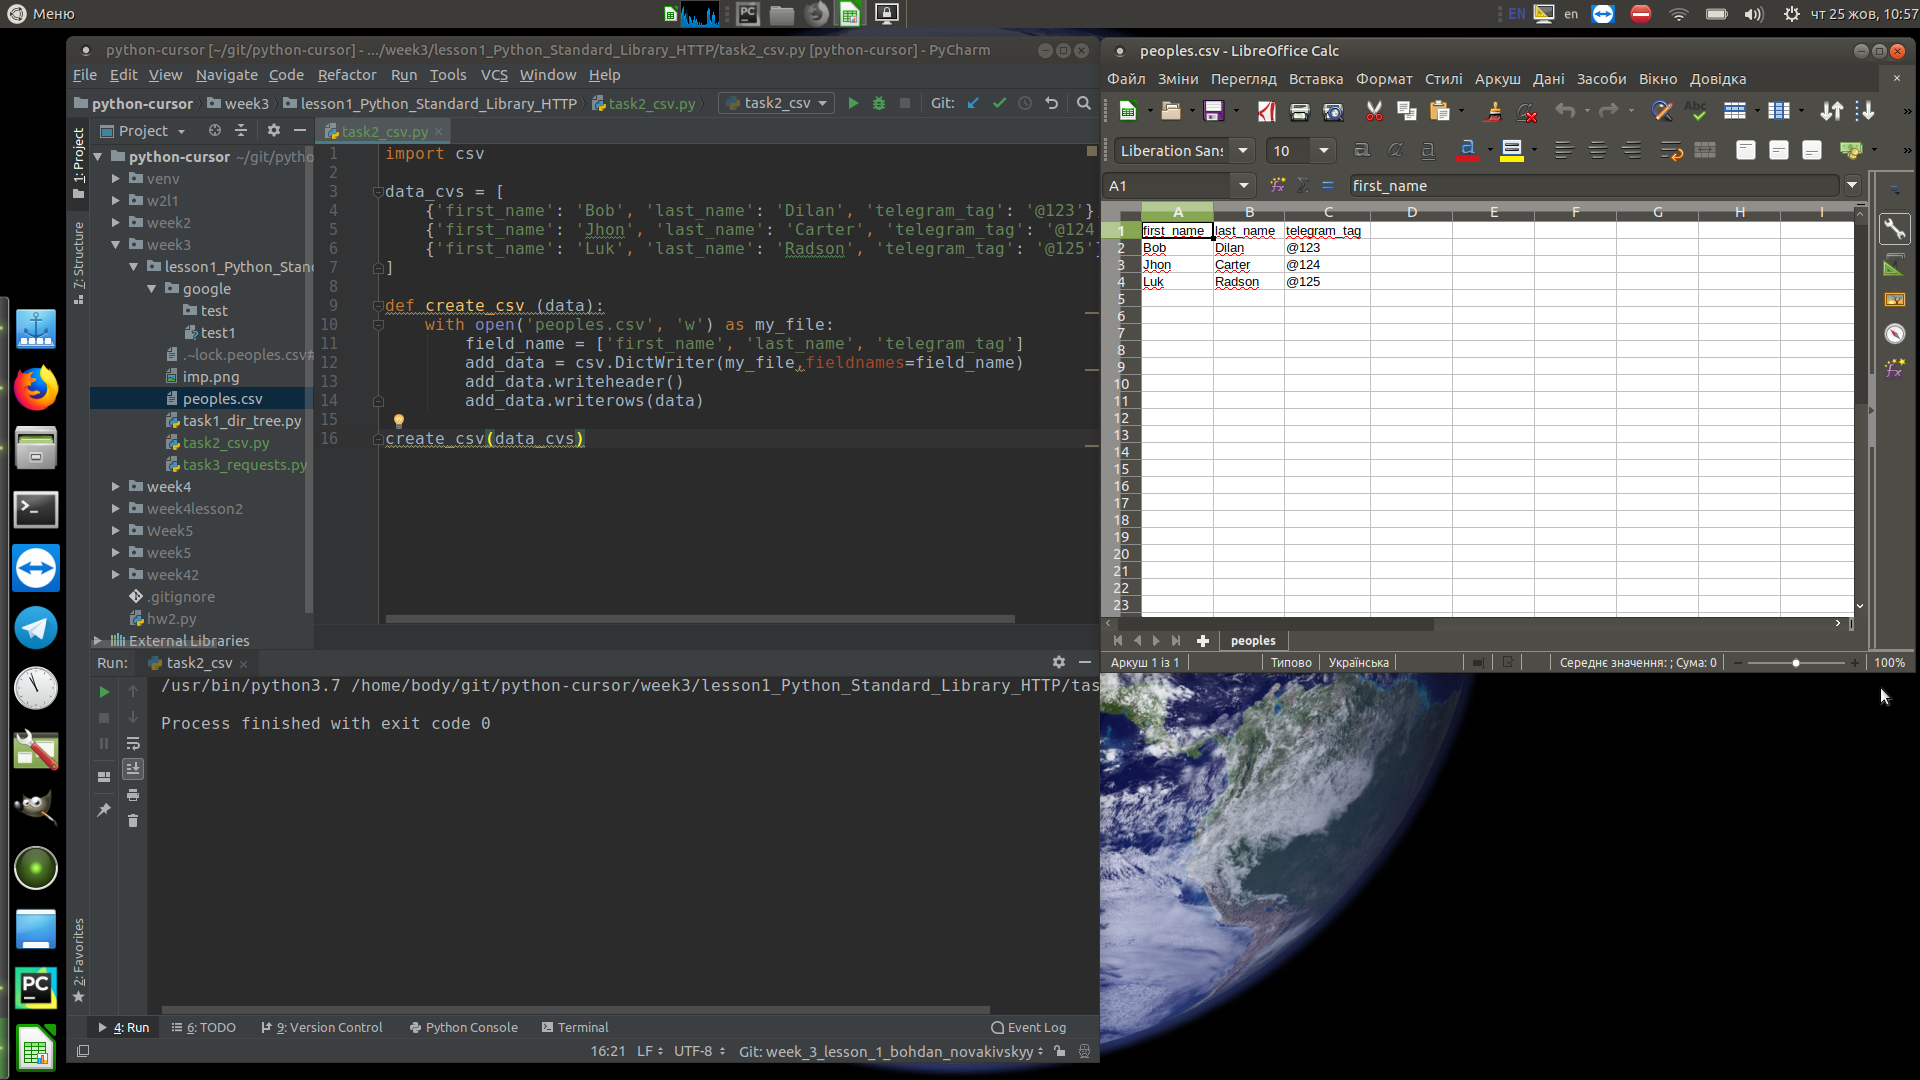 Меню
EN
en
чт 25 жов, 10:57
python-cursor [~/git/python-cursor] - .../week3/lesson1_Python_Standard_Library_HTTP/task2_csv.py [python-cursor] - PyCharm
File Edit View Navigate Code Refactor Run Tools VCS Window Help
python-cursor week3 lesson1_Python_Standard_Library_HTTP task2_csv.py task2_csv Git:
Project
task2_csv.py
1: Project
7: Structure
2: Favorites
python-cursor ~/git/pytho
venv
w2l1
week2
week3
lesson1_Python_Stan
google
test
test1
.~lock.peoples.csv#
imp.png
peoples.csv
task1_dir_tree.py
task2_csv.py
task3_requests.py
week4
week4lesson2
Week5
week5
week42
.gitignore
hw2.py
External Libraries
1 import csv
2
3 data_cvs = [
4 {'first_name': 'Bob', 'last_name': 'Dilan', 'telegram_tag': '@123'}
5 {'first_name': 'Jhon', 'last_name': 'Carter', 'telegram_tag': '@124
6 {'first_name': 'Luk', 'last_name': 'Radson', 'telegram_tag': '@125'}
7 ]
8
9 def create_csv (data):
10 with open('peoples.csv', 'w') as my_file:
11 field_name = ['first_name', 'last_name', 'telegram_tag']
12 add_data = csv.DictWriter(my_file,fieldnames=field_name)
13 add_data.writeheader()
14 add_data.writerows(data)
15
16 create_csv(data_cvs)
Run: task2_csv
/usr/bin/python3.7 /home/body/git/python-cursor/week3/lesson1_Python_Standard_Library_HTTP/tas
Process finished with exit code 0
4: Run 6: TODO 9: Version Control Python Console Terminal Event Log
16:21 LF UTF-8 Git: week_3_lesson_1_bohdan_novakivskyy
peoples.csv - LibreOffice Calc
Файл Зміни Перегляд Вставка Формат Стилі Аркуш Дані Засоби Вікно Довідка
Liberation Sans 10
A1 first_name
A B C D E F G H I
1 first_name last_name telegram_tag
2 Bob Dilan @123
3 Jhon Carter @124
4 Luk Radson @125
5
6
7
8
9
10
11
12
13
14
15
16
17
18
19
20
21
22
23
peoples
Аркуш 1 із 1 Типово Українська Середнє значення: ; Сума: 0 100%